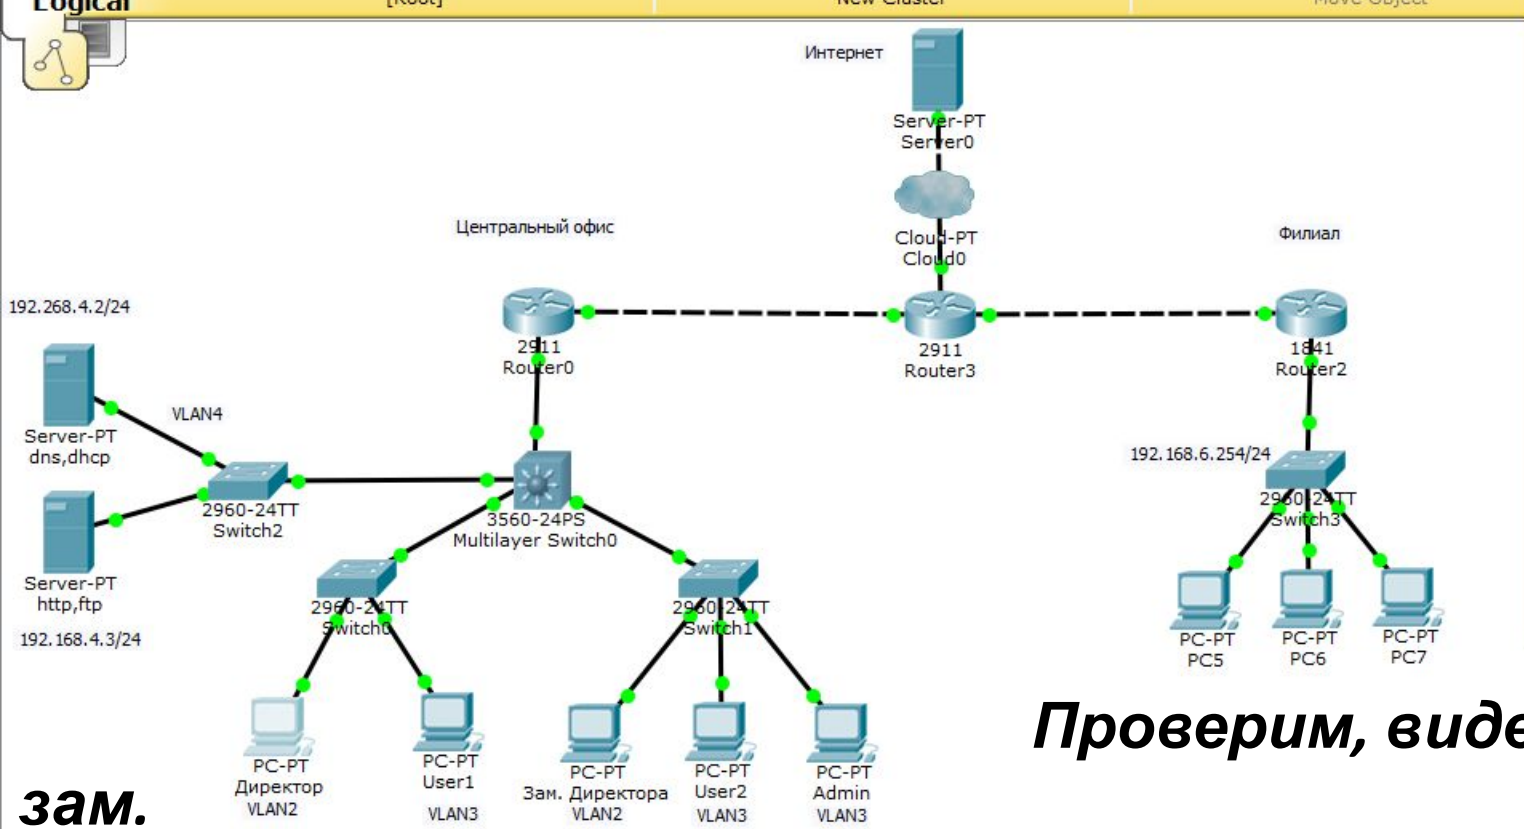 Logical
[Root]
New Cluster
Move Object
Интернет
Server-PT
Server0
Cloud-PT
Cloud0
Центральный офис
Филиал
192.268.4.2/24
2911
Router0
2911
Router3
1841
Router2
Server-PT
dns,dhcp
VLAN4
192.168.6.254/24
2960-24TT
Switch2
3560-24PS
Multilayer Switch0
2960-24TT
Switch3
Server-PT
http,ftp
192.168.4.3/24
2960-24TT
Switch0
2960-24TT
Switch1
PC-PT
PC5
PC-PT
PC6
PC-PT
PC7
PC-PT
Директор
VLAN2
PC-PT
User1
VLAN3
PC-PT
Зам. Директора
VLAN2
PC-PT
User2
VLAN3
PC-PT
Admin
VLAN3
Проверим, виде
зам.